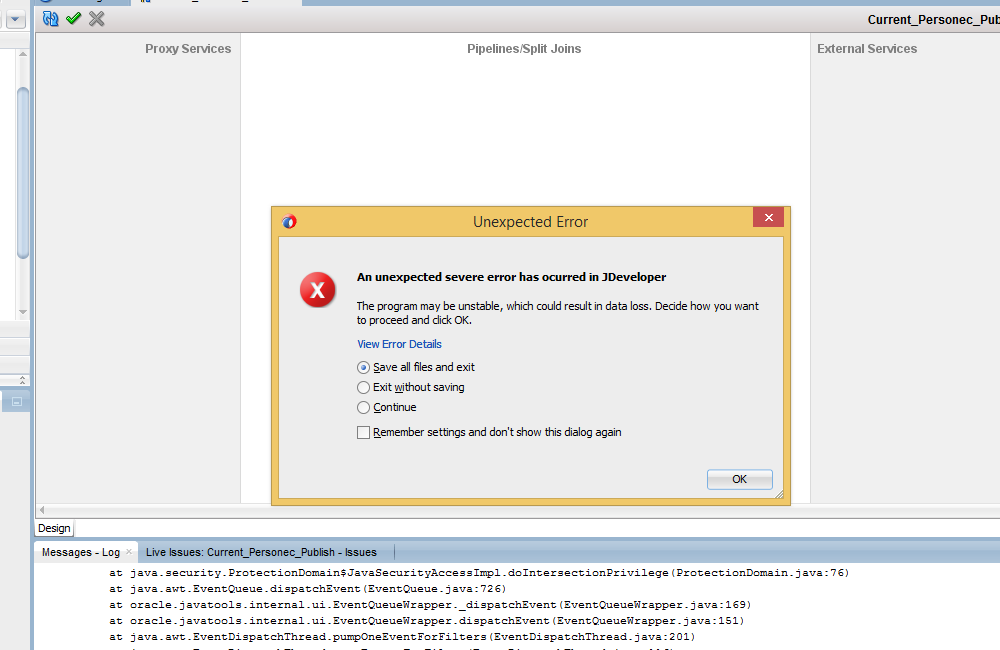 Current_Personec_Pub
Proxy Services
Pipelines/Split Joins
External Services
Unexpected Error
An unexpected severe error has ocurred in JDeveloper
The program may be unstable, which could result in data loss. Decide how you want
to proceed and click OK.
View Error Details
Save all files and exit
Exit without saving
Continue
Remember settings and don't show this dialog again
OK
Design
Messages - Log
Live Issues: Current_Personec_Publish - Issues
at java.security.ProtectionDomain$JavaSecurityAccessImpl.doIntersectionPrivilege(ProtectionDomain.java:76)
at java.awt.EventQueue.dispatchEvent(EventQueue.java:726)
at oracle.javatools.internal.ui.EventQueueWrapper._dispatchEvent(EventQueueWrapper.java:169)
at oracle.javatools.internal.ui.EventQueueWrapper.dispatchEvent(EventQueueWrapper.java:151)
at java.awt.EventDispatchThread.pumpOneEventForFilters(EventDispatchThread.java:201)